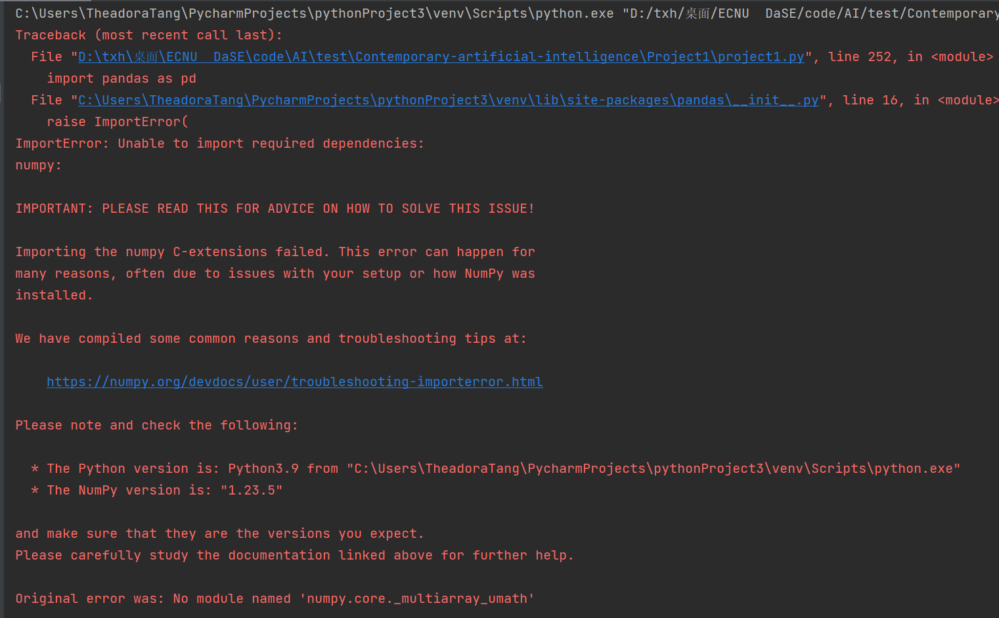 C:\Users\TheadoraTang\PycharmProjects\pythonProject3\venv\Scripts\python.exe "D:/txh/桌面/ECNU  DaSE/code/AI/test/Contemporary
Traceback (most recent call last):
  File "D:\txh\桌面\ECNU  DaSE\code\AI\test\Contemporary-artificial-intelligence\Project1\project1.py", line 252, in <module>
    import pandas as pd
  File "C:\Users\TheadoraTang\PycharmProjects\pythonProject3\venv\lib\site-packages\pandas\__init__.py", line 16, in <module>
    raise ImportError(
ImportError: Unable to import required dependencies:
numpy:
IMPORTANT: PLEASE READ THIS FOR ADVICE ON HOW TO SOLVE THIS ISSUE!
Importing the numpy C-extensions failed. This error can happen for
many reasons, often due to issues with your setup or how NumPy was
installed.
We have compiled some common reasons and troubleshooting tips at:
    https://numpy.org/devdocs/user/troubleshooting-importerror.html
Please note and check the following:
  * The Python version is: Python3.9 from "C:\Users\TheadoraTang\PycharmProjects\pythonProject3\venv\Scripts\python.exe"
  * The NumPy version is: "1.23.5"
and make sure that they are the versions you expect.
Please carefully study the documentation linked above for further help.
Original error was: No module named 'numpy.core._multiarray_umath'